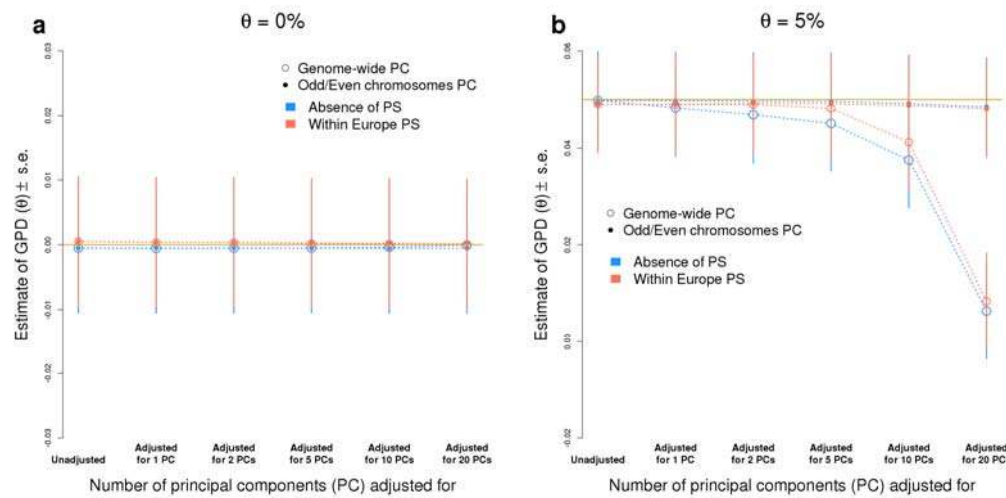 a
θ = 0%
Estimate of GPD (θ) ± s.e.
0.03
0.02
0.01
0.00
-0.01
-0.02
-0.03
Genome-wide PC
Odd/Even chromosomes PC
Absence of PS
Within Europe PS
Unadjusted
Adjusted for 1 PC
Adjusted for 2 PCs
Adjusted for 5 PCs
Adjusted for 10 PCs
Adjusted for 20 PCs
Number of principal components (PC) adjusted for
b
θ = 5%
Estimate of GPD (θ) ± s.e.
0.06
0.04
0.02
0.00
-0.02
Genome-wide PC
Odd/Even chromosomes PC
Absence of PS
Within Europe PS
Unadjusted
Adjusted for 1 PC
Adjusted for 2 PCs
Adjusted for 5 PCs
Adjusted for 10 PCs
Adjusted for 20 PC
Number of principal components (PC) adjusted for